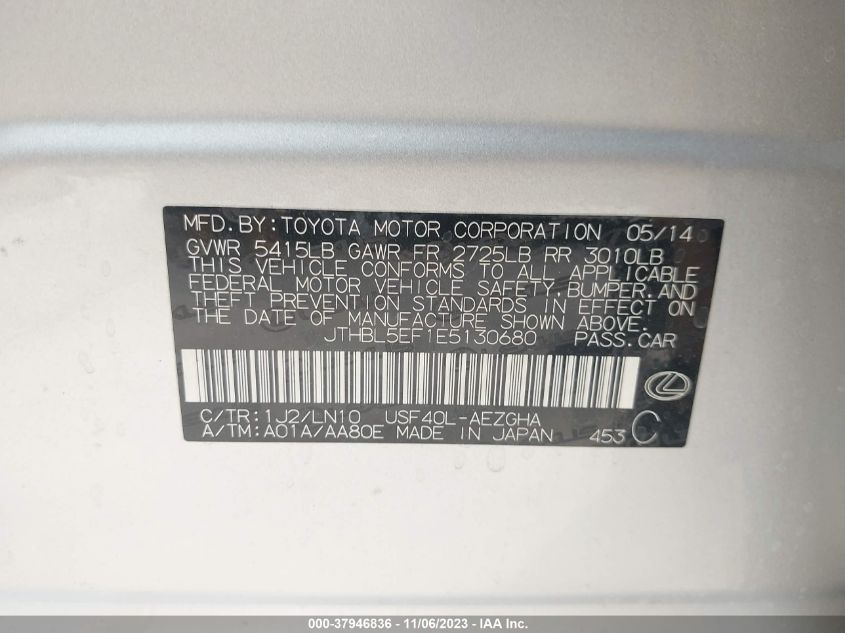 MFD. BY: TOYOTA MOTOR CORPORATION 05/14
GVWR 5415LB GAWR FR 2725LB RR 3010LB
THIS VEHICLE CONFORMS TO ALL APPLICABLE
FEDERAL MOTOR VEHICLE SAFETY, BUMPER, AND
THEFT PREVENTION STANDARDS IN EFFECT ON
THE DATE OF MANUFACTURE SHOWN ABOVE.
JTHBL5EF1E5130680 PASS.CAR
C/TR: 1J2/LN10 USF40L-AEZGHA
A/TM: A01A/AA80E MADE IN JAPAN 453 C
000-37946836 - 11/06/2023 - IAA Inc.